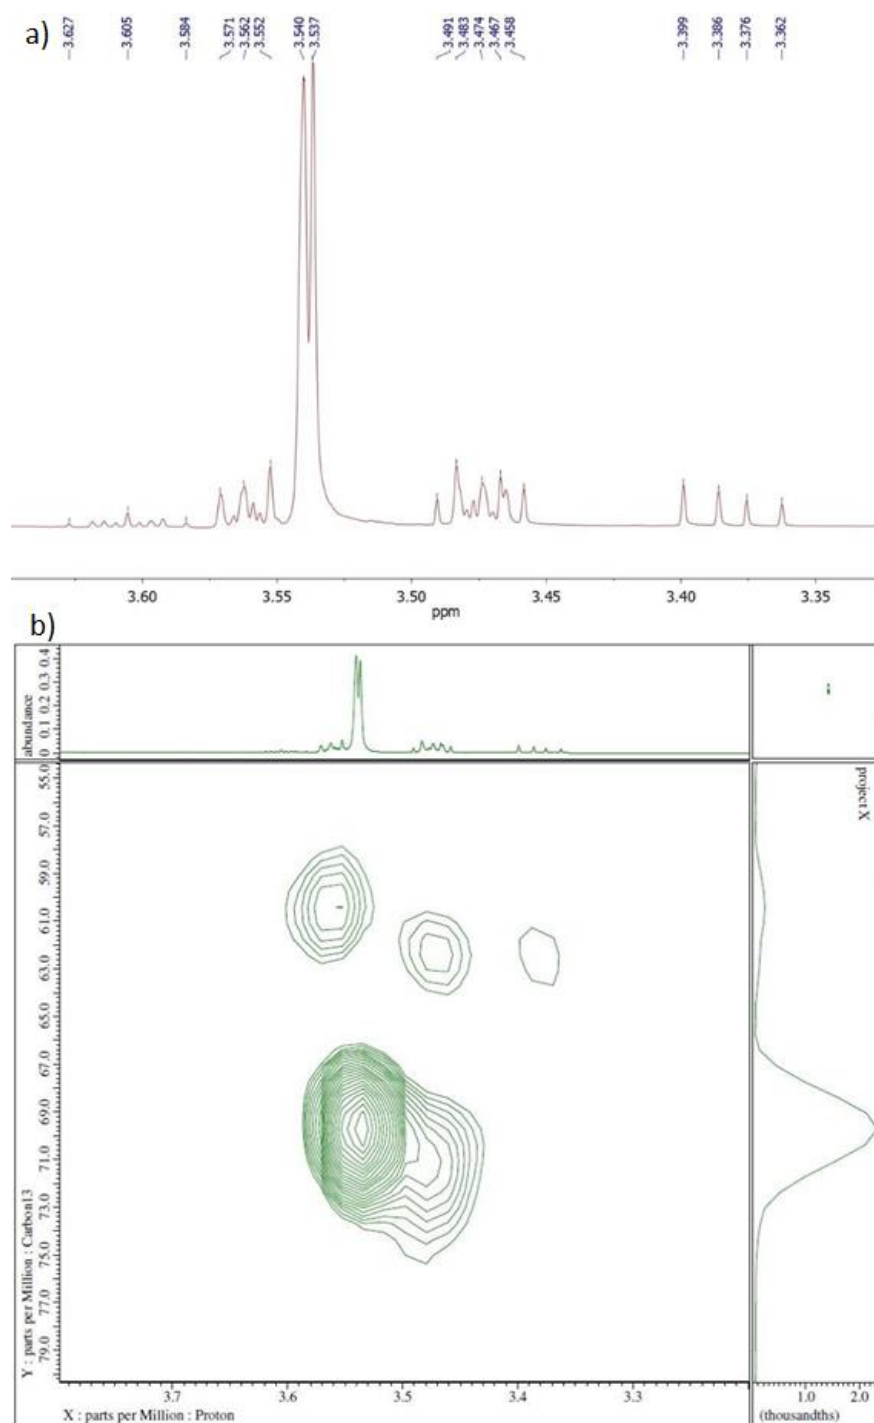 a)
3.627
3.605
3.584
3.571
3.562
3.552
3.540
3.537
3.491
3.483
3.474
3.467
3.458
3.399
3.386
3.376
3.362
3.60 3.55 3.50 3.45 3.40 3.35
ppm
b)
abundance
0 0.1 0.2 0.3 0.4
project X
Y : parts per Million : Carbon13
55.0
57.0
59.0
61.0
63.0
65.0
67.0
69.0
71.0
73.0
75.0
77.0
79.0
3.7 3.6 3.5 3.4 3.3
X : parts per Million : Proton
1.0 2.0
(thousandths)